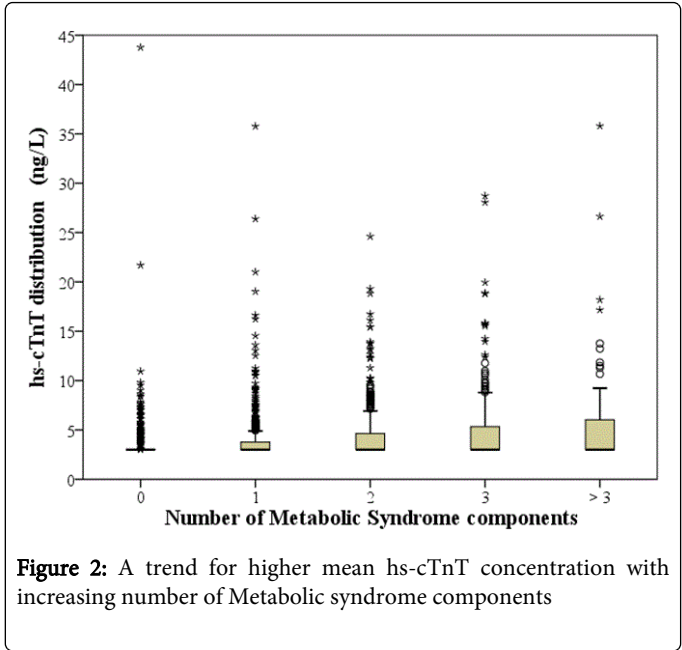 45
40
35
30
25
20
15
10
5
0
hs-cTnT distribution (ng/L)
0 1 2 3 > 3
Number of Metabolic Syndrome components
Figure 2: A trend for higher mean hs-cTnT concentration with
increasing number of Metabolic syndrome components